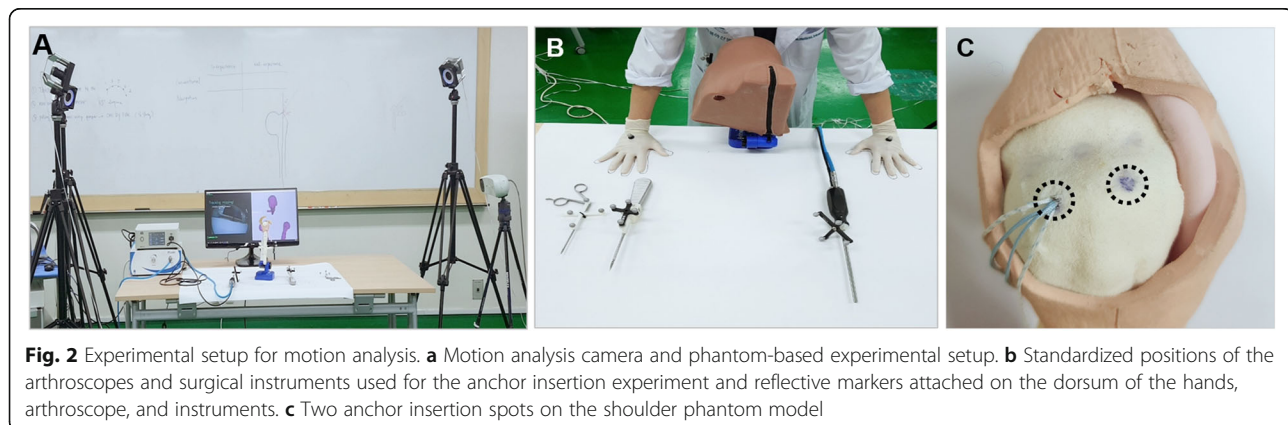 A
B
C
Fig. 2 Experimental setup for motion analysis. a Motion analysis camera and phantom-based experimental setup. b Standardized positions of the
arthroscopes and surgical instruments used for the anchor insertion experiment and reflective markers attached on the dorsum of the hands,
arthroscope, and instruments. c Two anchor insertion spots on the shoulder phantom model